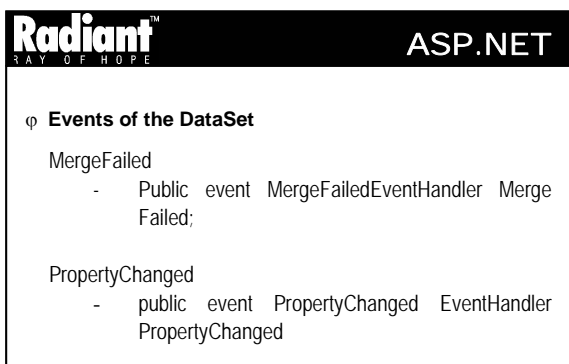 Radiant™
RAY OF HOPE
ASP.NET
φ Events of the DataSet
MergeFailed
- Public event MergeFailedEventHandler Merge
Failed;
PropertyChanged
- public event PropertyChanged EventHandler
PropertyChanged